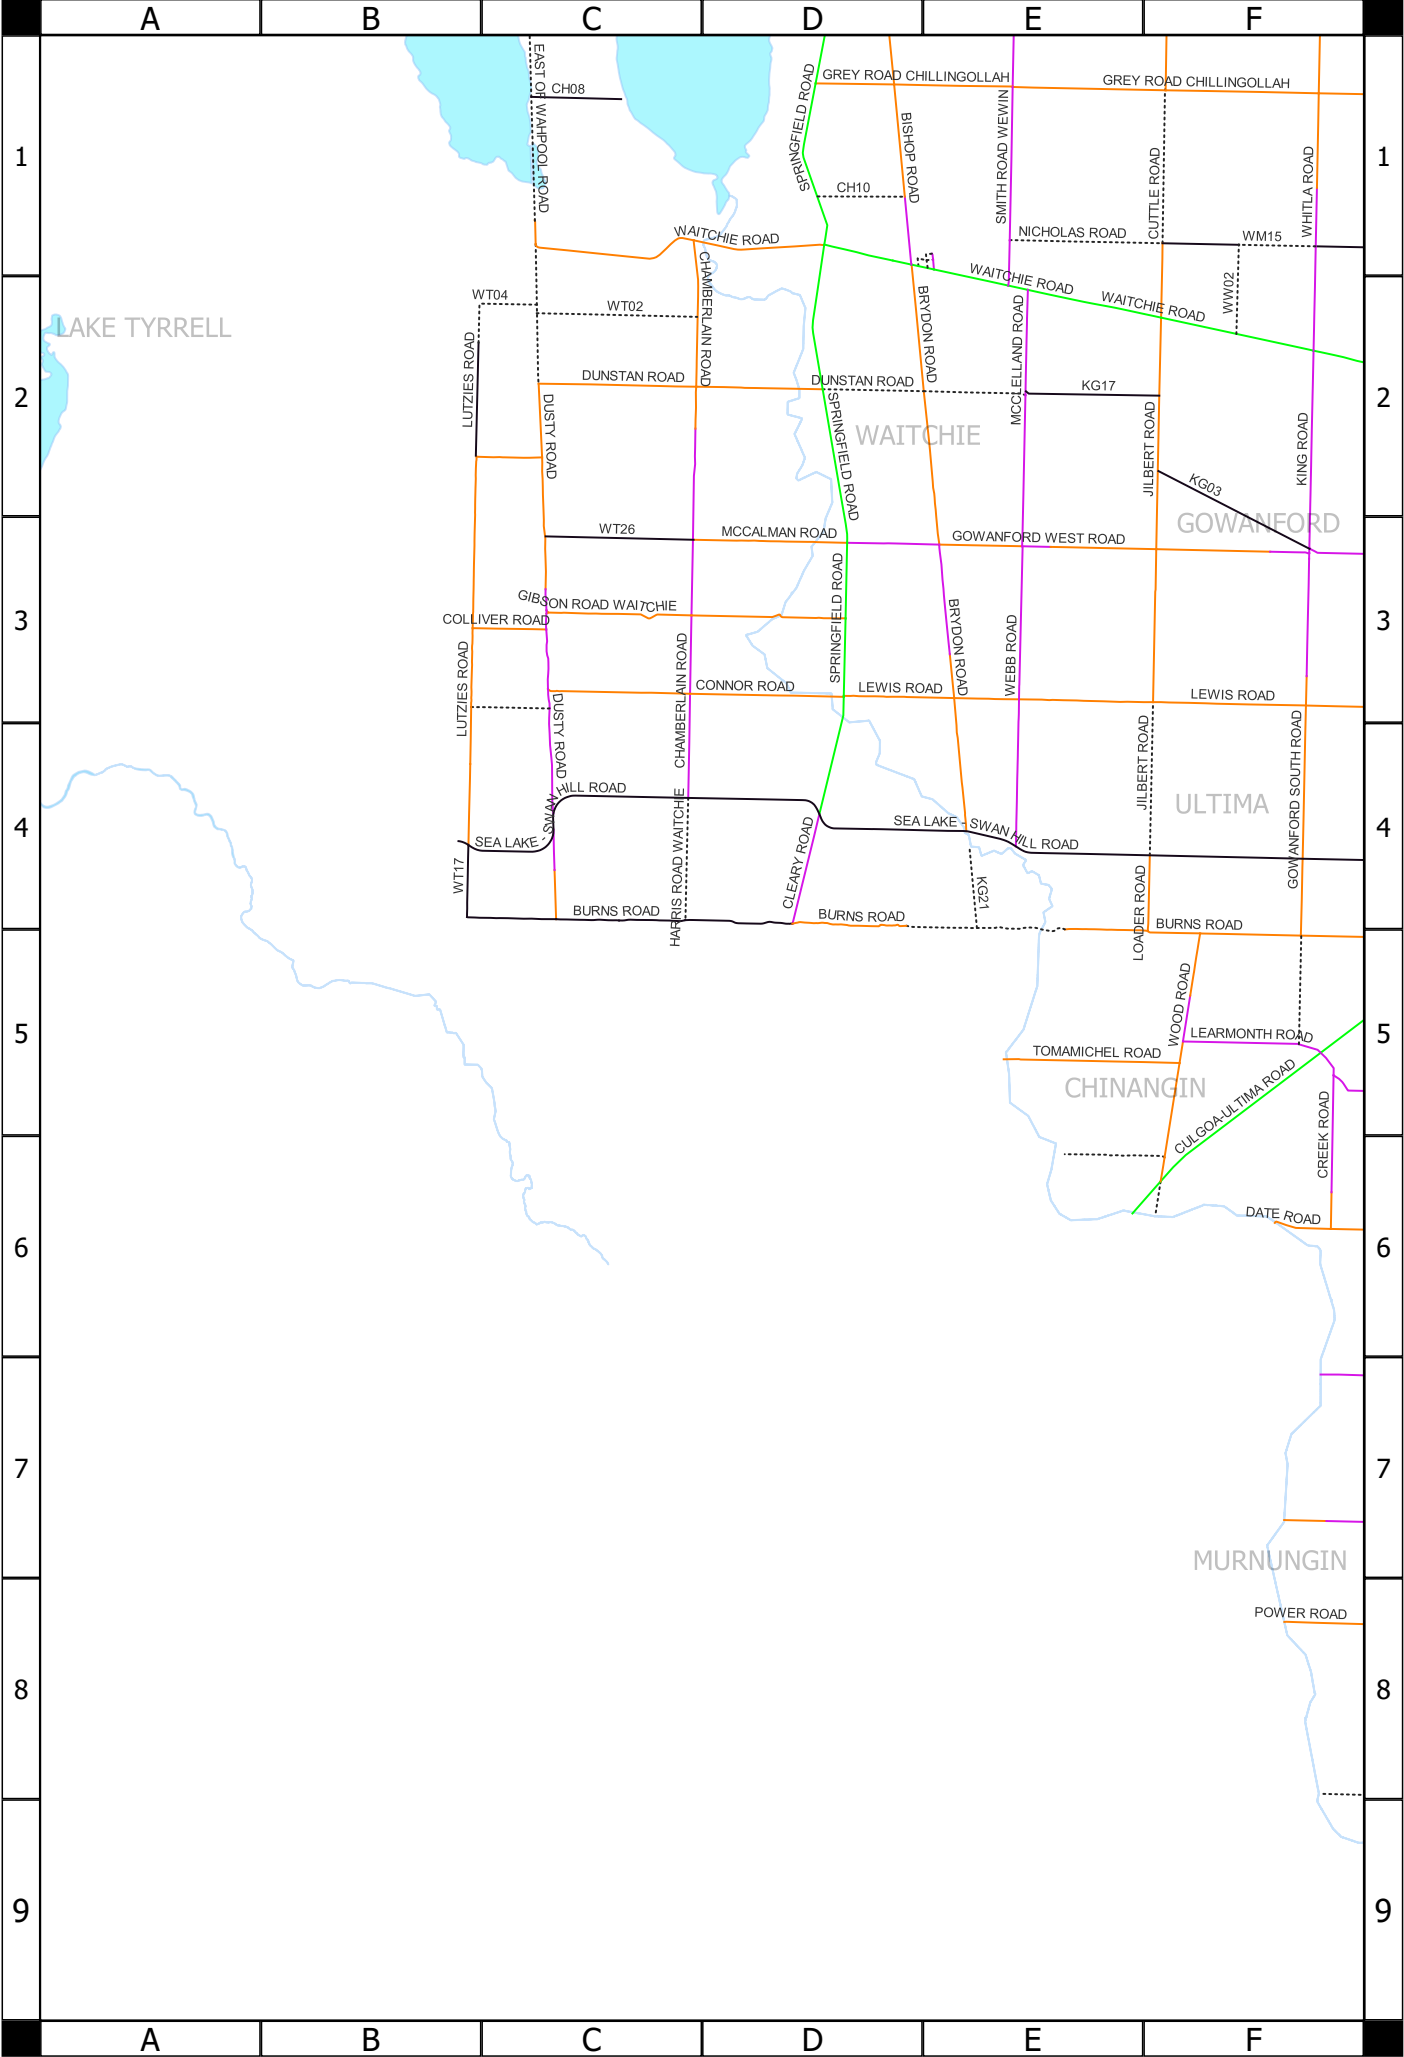 A B C D E F
1 1
2 2
3 3
4 4
5 5
6 6
7 7
8 8
9 9
A B C D E F
EAST OF WAHPOOL ROAD
CH08
SPRINGFIELD ROAD
GREY ROAD CHILLINGOLLAH
GREY ROAD CHILLINGOLLAH
BISHOP ROAD
SMITH ROAD WEWIN
CUTTLE ROAD
WHITLA ROAD
CH10
WAITCHIE ROAD
NICHOLAS ROAD
WM15
CHAMBERLAIN ROAD
WAITCHIE ROAD
WAITCHIE ROAD
WW02
WT04
WT02
LAKE TYRRELL
LUTZIES ROAD
BRYDON ROAD
MCCLELLAND ROAD
DUNSTAN ROAD
DUNSTAN ROAD
KG17
DUSTY ROAD
SPRINGFIELD ROAD
WAITCHIE
JILBERT ROAD
KING ROAD
KG03
GOWANFORD
WT26
MCCALMAN ROAD
GOWANFORD WEST ROAD
GIBSON ROAD WAITCHIE
COLLIVER ROAD
SPRINGFIELD ROAD
BRYDON ROAD
WEBB ROAD
LUTZIES ROAD
CHAMBERLAIN ROAD
CONNOR ROAD
LEWIS ROAD
LEWIS ROAD
DUSTY ROAD
JILBERT ROAD
GOWANFORD SOUTH ROAD
ULTIMA
SEA LAKE - SWAN HILL ROAD
SEA LAKE - SWAN HILL ROAD
WT17
HARRIS ROAD WAITCHIE
CLEARY ROAD
KG21
LOADER ROAD
BURNS ROAD
BURNS ROAD
BURNS ROAD
WOOD ROAD
LEARMONTH ROAD
TOMAMICHEL ROAD
CHINANGIN
CULGOA-ULTIMA ROAD
CREEK ROAD
DATE ROAD
MURNUNGIN
POWER ROAD